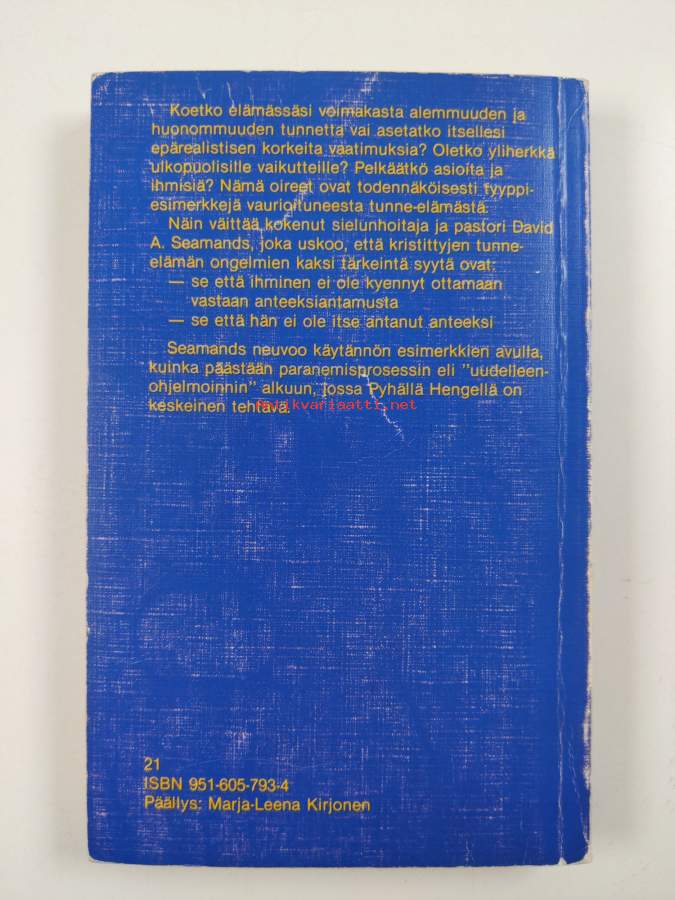 Koetko elämässäsi voimakasta alemmuuden ja
huonommuuden tunnetta vai asetatko itsellesi
epärealistisen korkeita vaatimuksia? Oletko yliherkkä
ulkopuolisille vaikutteille? Pelkäätkö asioita ja
ihmisiä? Nämä oireet ovat todennäköisesti tyyppi-
esimerkkejä vaurioituneesta tunne-elämästä.
Näin väittää kokenut sielunhoitaja ja pastori David
A. Seamands, joka uskoo, että kristittyjen tunne-
elämän ongelmien kaksi tärkeintä syytä ovat:
— se että ihminen ei ole kyennyt ottamaan
vastaan anteeksiantamusta
— se että hän ei ole itse antanut anteeksi
Seamands neuvoo käytännön esimerkkien avulla,
kuinka päästään paranemisprosessin eli "uudelleen-
ohjelmoinnin" alkuun, jossa Pyhällä Hengellä on
keskeinen tehtävä.
Antikvariaatti.net
21
ISBN 951-605-793-4
Päällys: Marja-Leena Kirjonen